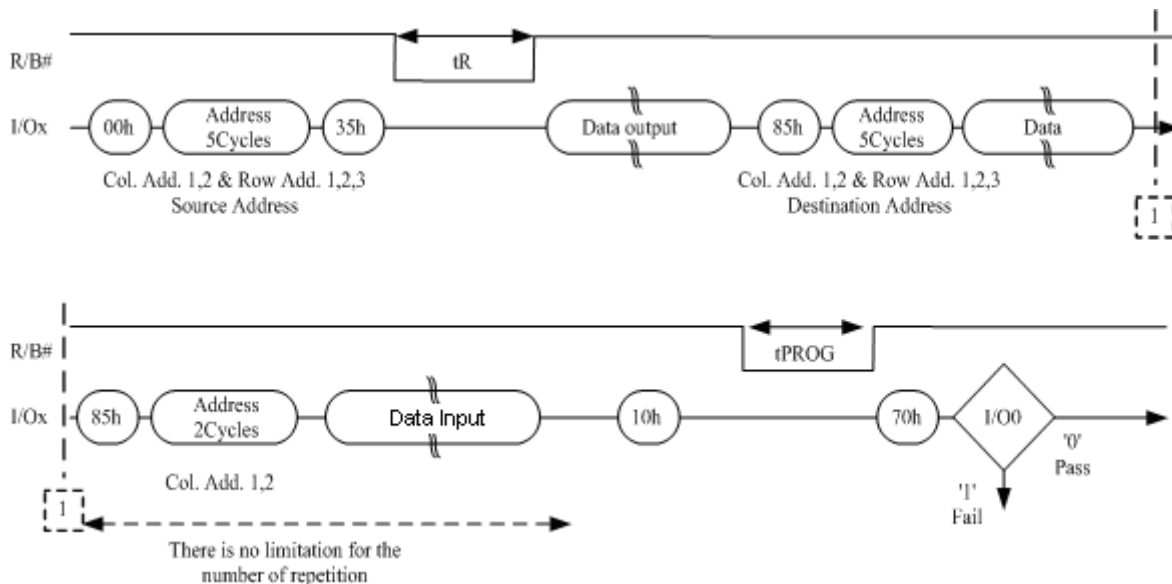 R/B#
tR
I/Ox
00h
Address
5Cycles
35h
Data output
85h
Address
5Cycles
Data
Col. Add. 1,2 & Row Add. 1,2,3
Source Address
Col. Add. 1,2 & Row Add. 1,2,3
Destination Address
1
R/B#
tPROG
I/Ox
85h
Address
2Cycles
Data Input
10h
70h
I/O0
'0'
Pass
'1'
Fail
Col. Add. 1,2
1
There is no limitation for the
number of repetition